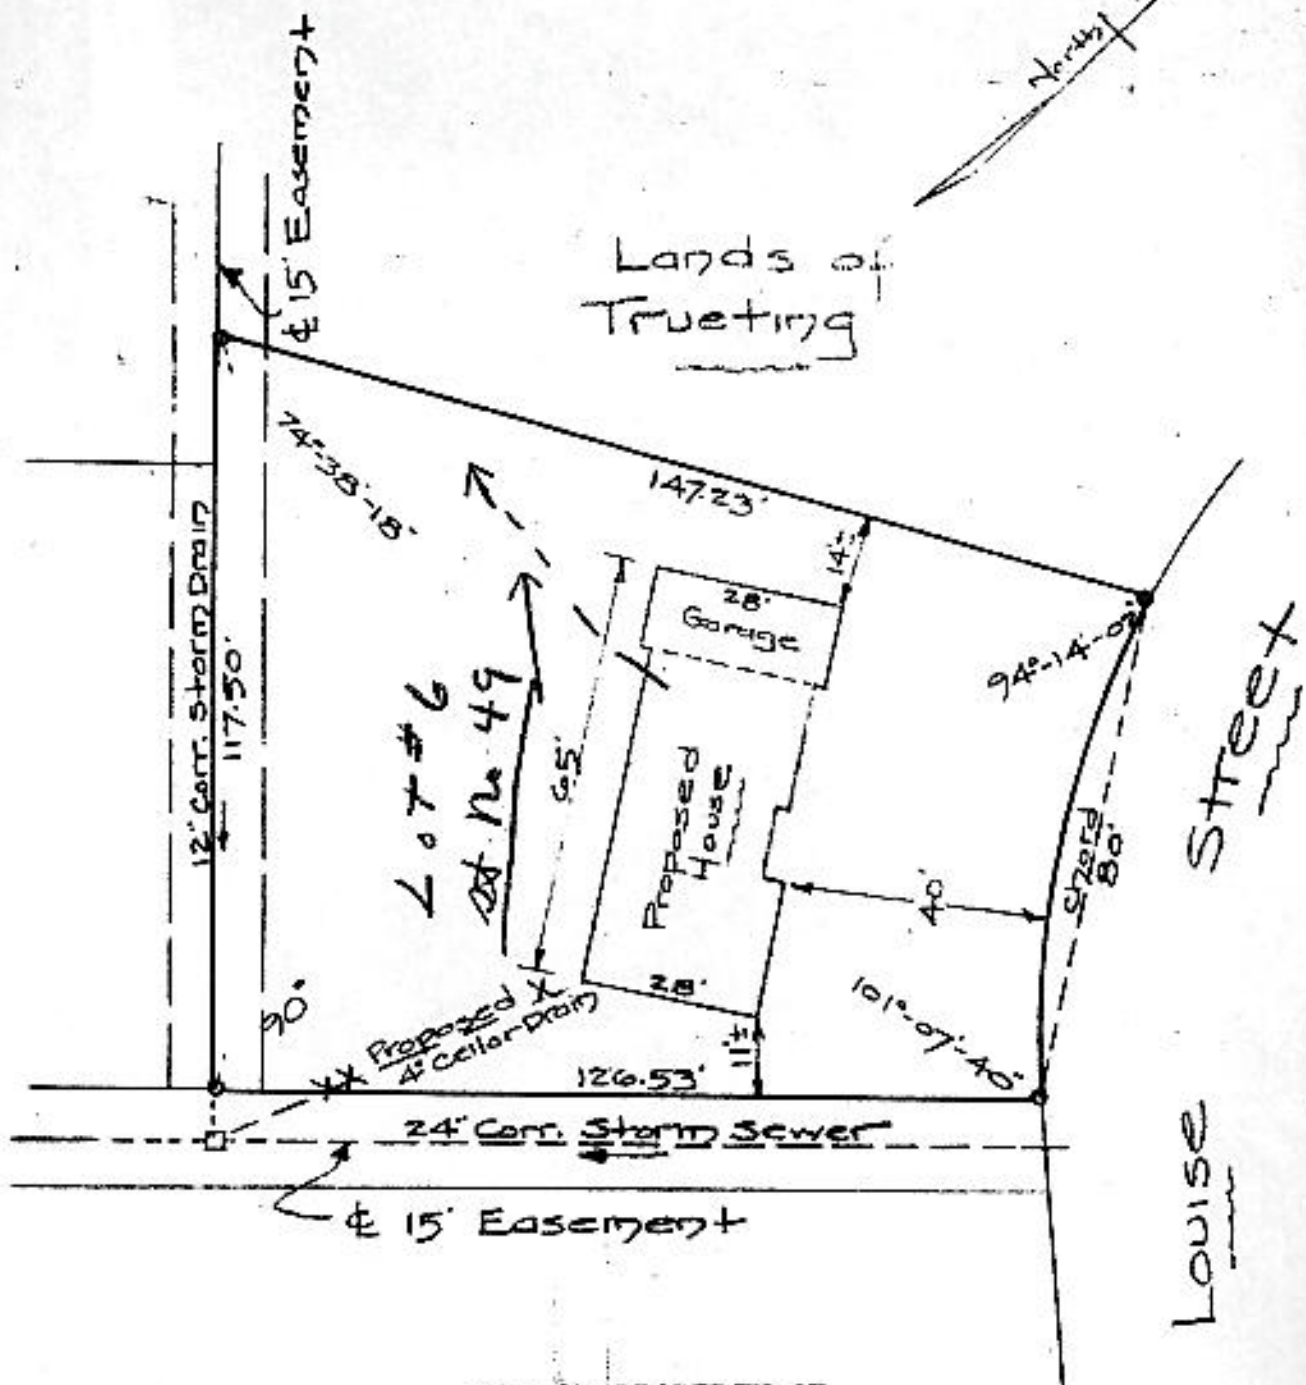 North
℄ 15' Easement
Lands of
Trueting
74°-38'-18"
147.23'
14'±
28'
Garage
94°-14'-02"
12" Corr. Storm Drain
117.50'
Lot #6
St. No. 49
65'
Proposed
House
40'
Chord
80'
Louise Street
90°
Proposed
4" Cellar Drain
28'
11'±
101°-07'-40"
126.53'
24" Corr. Storm Sewer
℄ 15' Easement